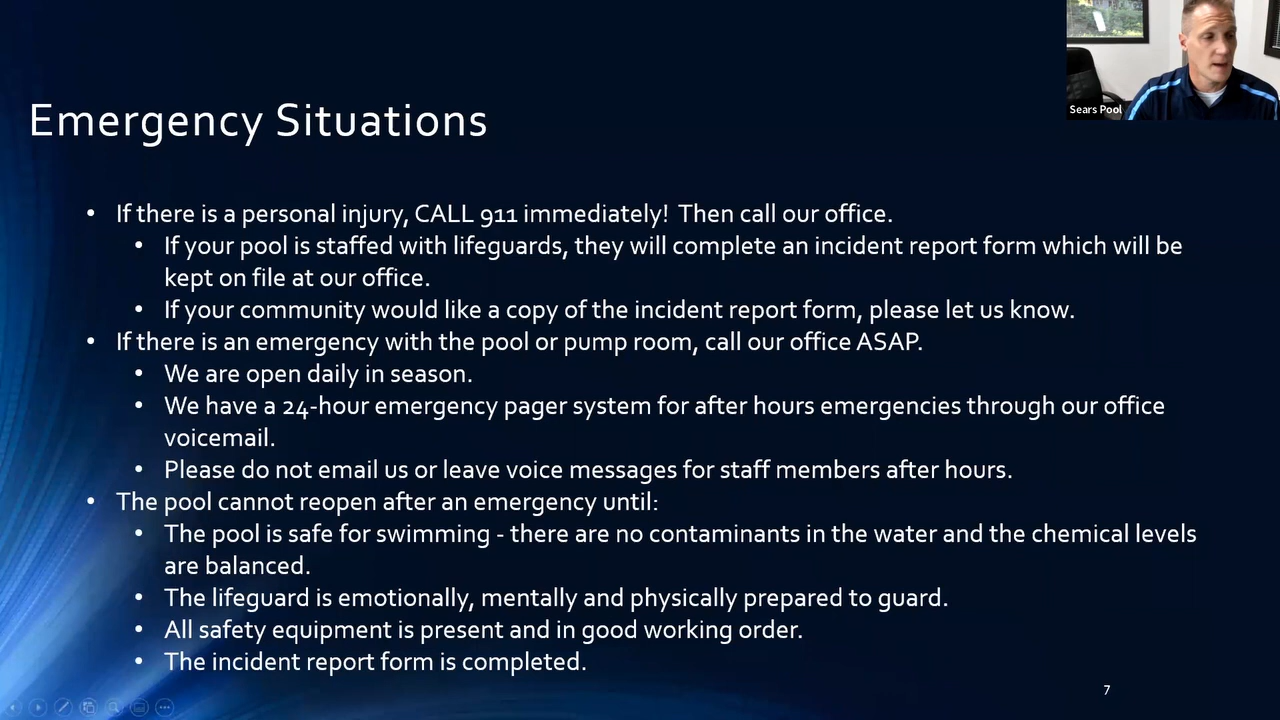 Sears Pool
Emergency Situations
• If there is a personal injury, CALL 911 immediately!  Then call our office.
• If your pool is staffed with lifeguards, they will complete an incident report form which will be
kept on file at our office.
• If your community would like a copy of the incident report form, please let us know.
• If there is an emergency with the pool or pump room, call our office ASAP.
• We are open daily in season.
• We have a 24-hour emergency pager system for after hours emergencies through our office
voicemail.
• Please do not email us or leave voice messages for staff members after hours.
• The pool cannot reopen after an emergency until:
• The pool is safe for swimming - there are no contaminants in the water and the chemical levels
are balanced.
• The lifeguard is emotionally, mentally and physically prepared to guard.
• All safety equipment is present and in good working order.
• The incident report form is completed.
7